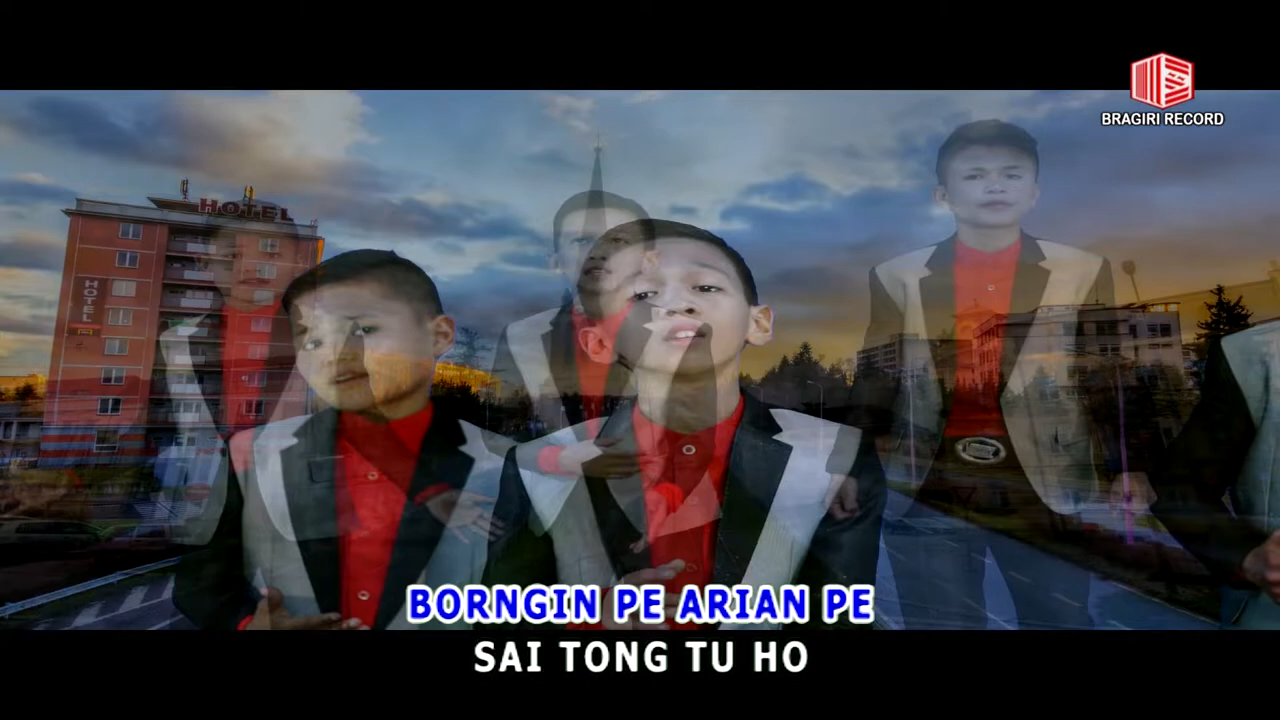 BRAGIRI RECORD
HOTEL
HOTEL
BORNGIN PE ARIAN PE
SAI TONG TU HO